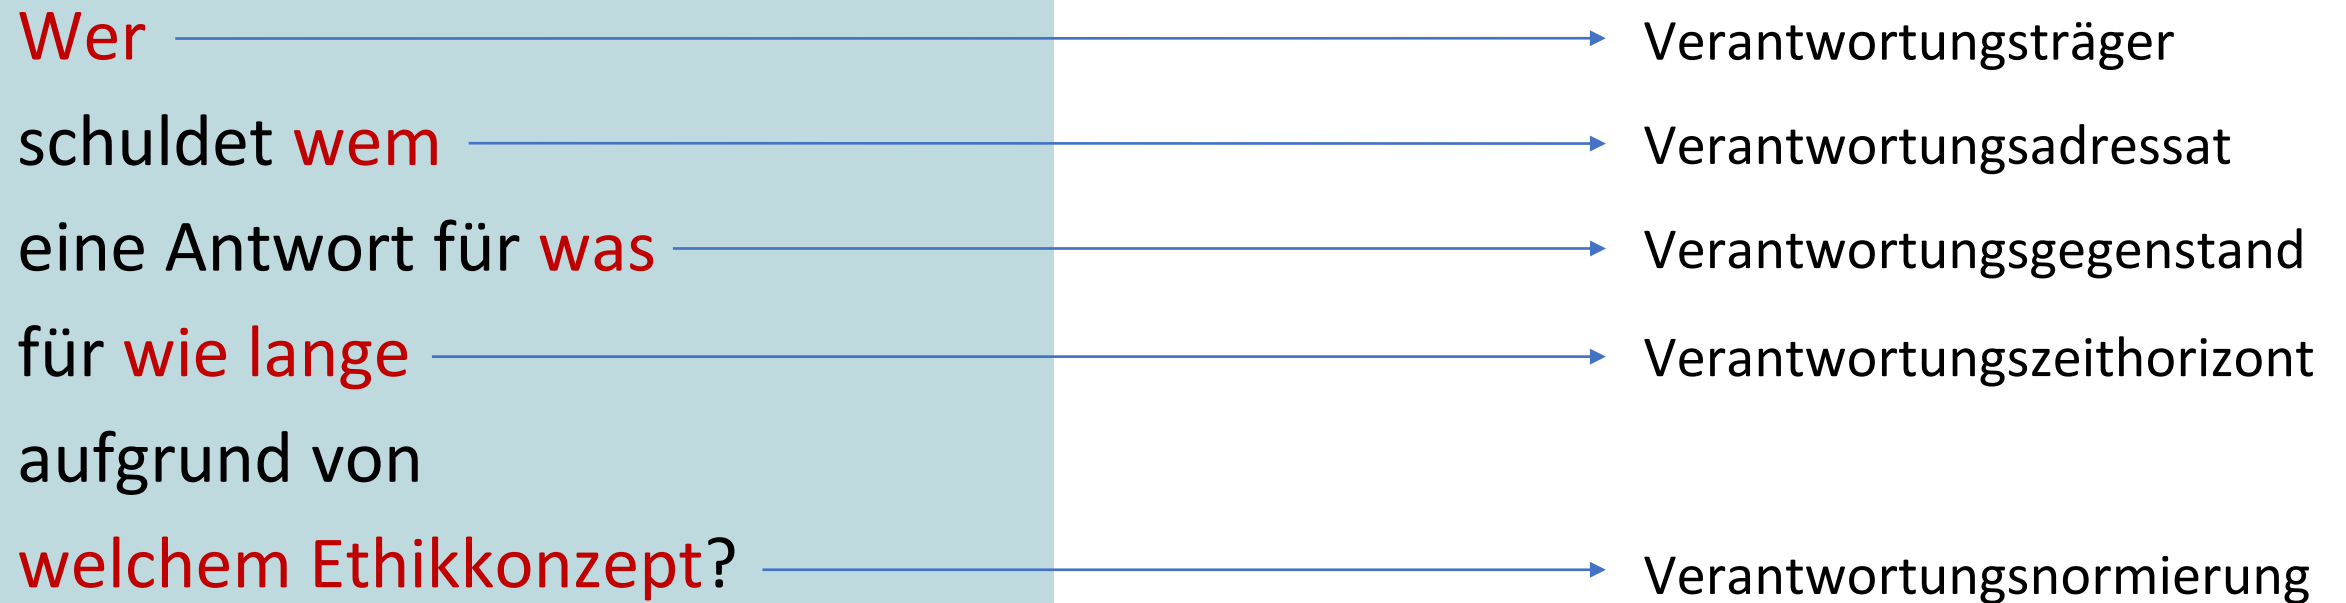 Wer Verantwortungsträger
schuldet wem Verantwortungsadressat
eine Antwort für was Verantwortungsgegenstand
für wie lange Verantwortungszeithorizont
aufgrund von
welchem Ethikkonzept? Verantwortungsnormierung